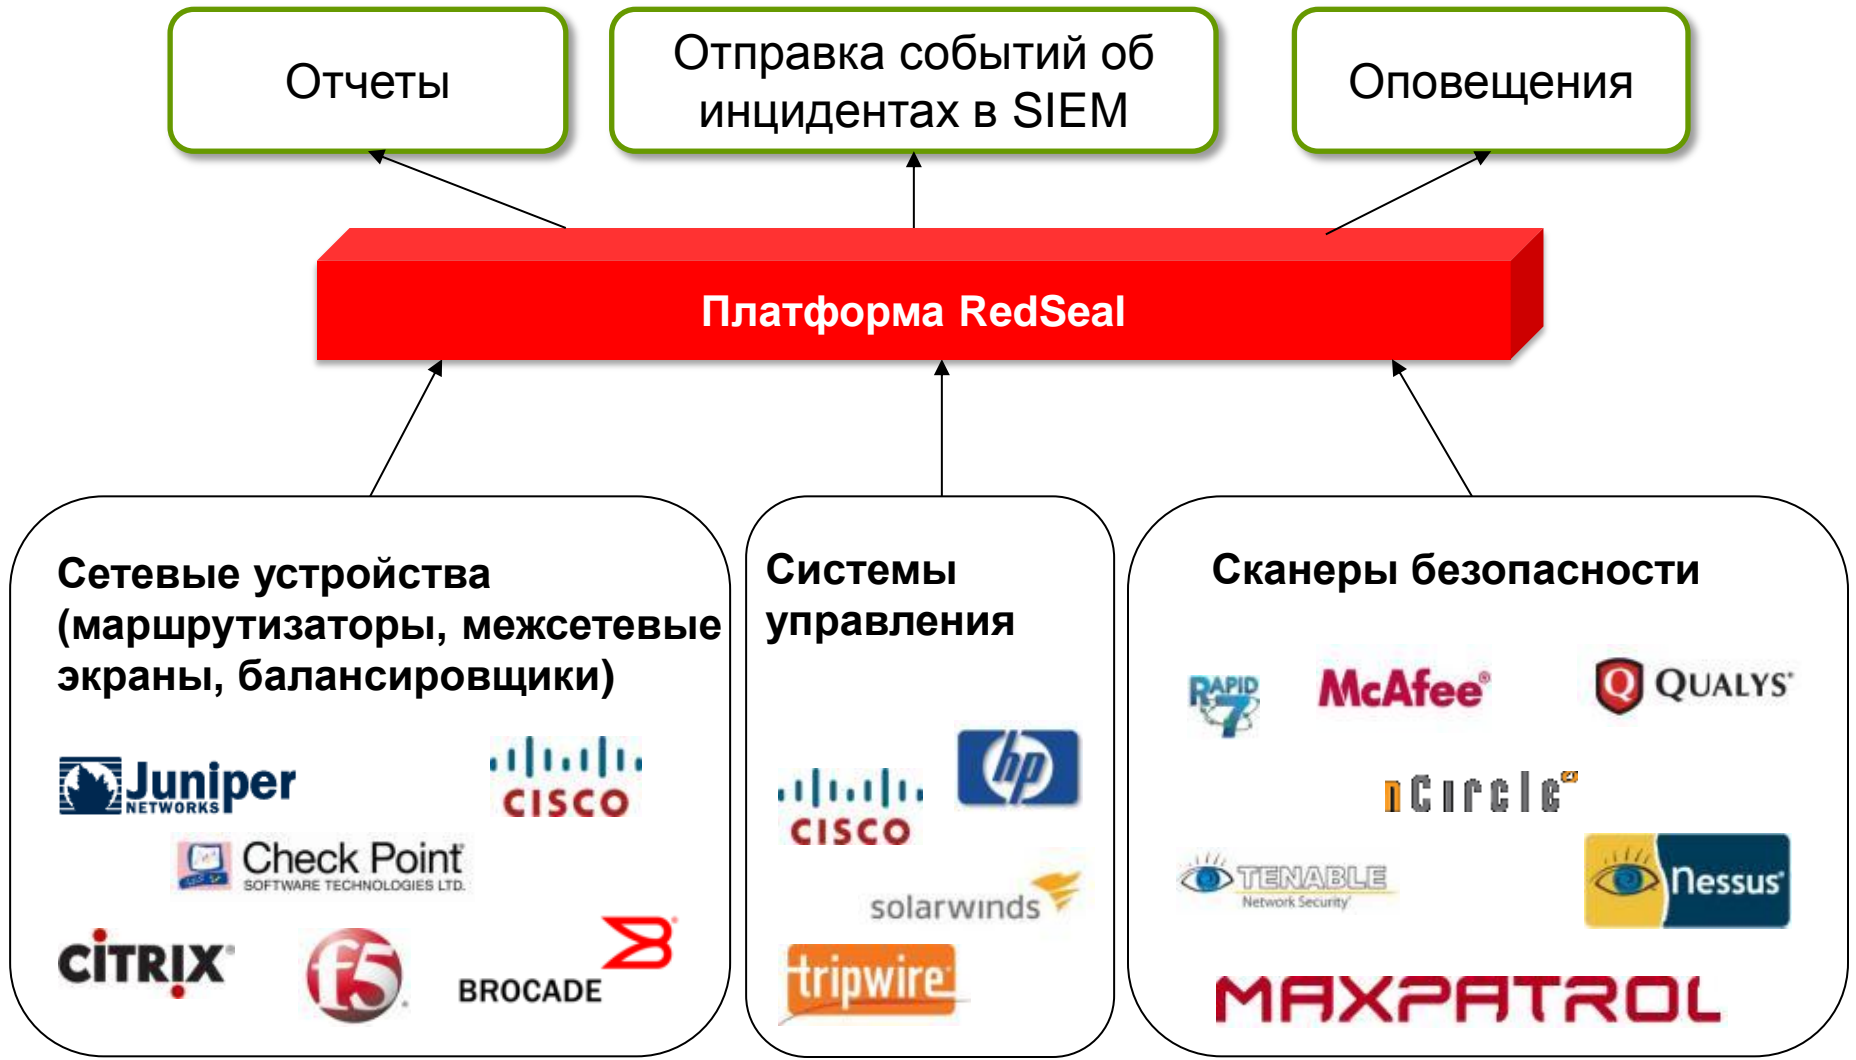 Отчеты
Отправка событий об
инцидентах в SIEM
Оповещения
Платформа RedSeal
Сетевые устройства
(маршрутизаторы, межсетевые
экраны, балансировщики)
Juniper
NETWORKS
CISCO
Check Point
SOFTWARE TECHNOLOGIES LTD.
CİTRIX®
f5
BROCADE
Системы
управления
hp
CISCO
solarwinds
tripwire
Сканеры безопасности
RAPID
7
McAfee®
QUALYS®
nCircle
TENABLE
Network Security®
Nessus®
MAXPATROL